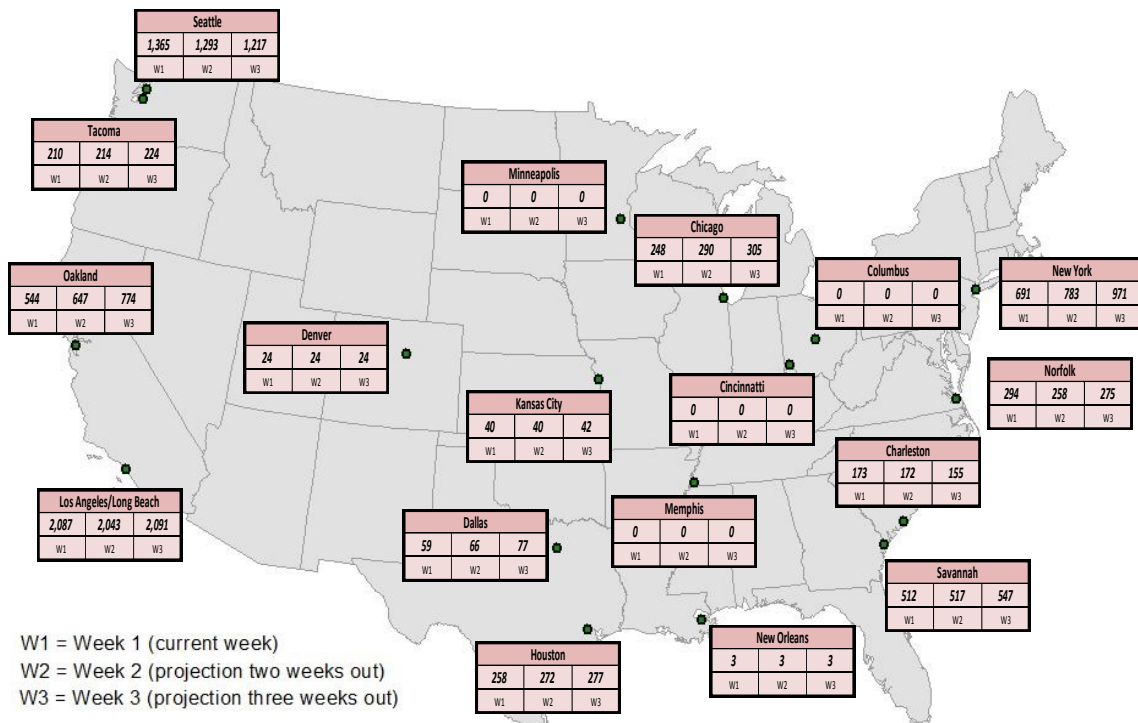 Seattle
1,365 1,293 1,217
W1 W2 W3
Tacoma
210 214 224
W1 W2 W3
Minneapolis
0 0 0
W1 W2 W3
Chicago
248 290 305
W1 W2 W3
Oakland
544 647 774
W1 W2 W3
Columbus
0 0 0
W1 W2 W3
New York
691 783 971
W1 W2 W3
Denver
24 24 24
W1 W2 W3
Cincinnatti
0 0 0
W1 W2 W3
Norfolk
294 258 275
W1 W2 W3
Kansas City
40 40 42
W1 W2 W3
Charleston
173 172 155
W1 W2 W3
Los Angeles/Long Beach
2,087 2,043 2,091
W1 W2 W3
Dallas
59 66 77
W1 W2 W3
Memphis
0 0 0
W1 W2 W3
Savannah
512 517 547
W1 W2 W3
New Orleans
3 3 3
W1 W2 W3
Houston
258 272 277
W1 W2 W3
W1 = Week 1 (current week)
W2 = Week 2 (projection two weeks out)
W3 = Week 3 (projection three weeks out)